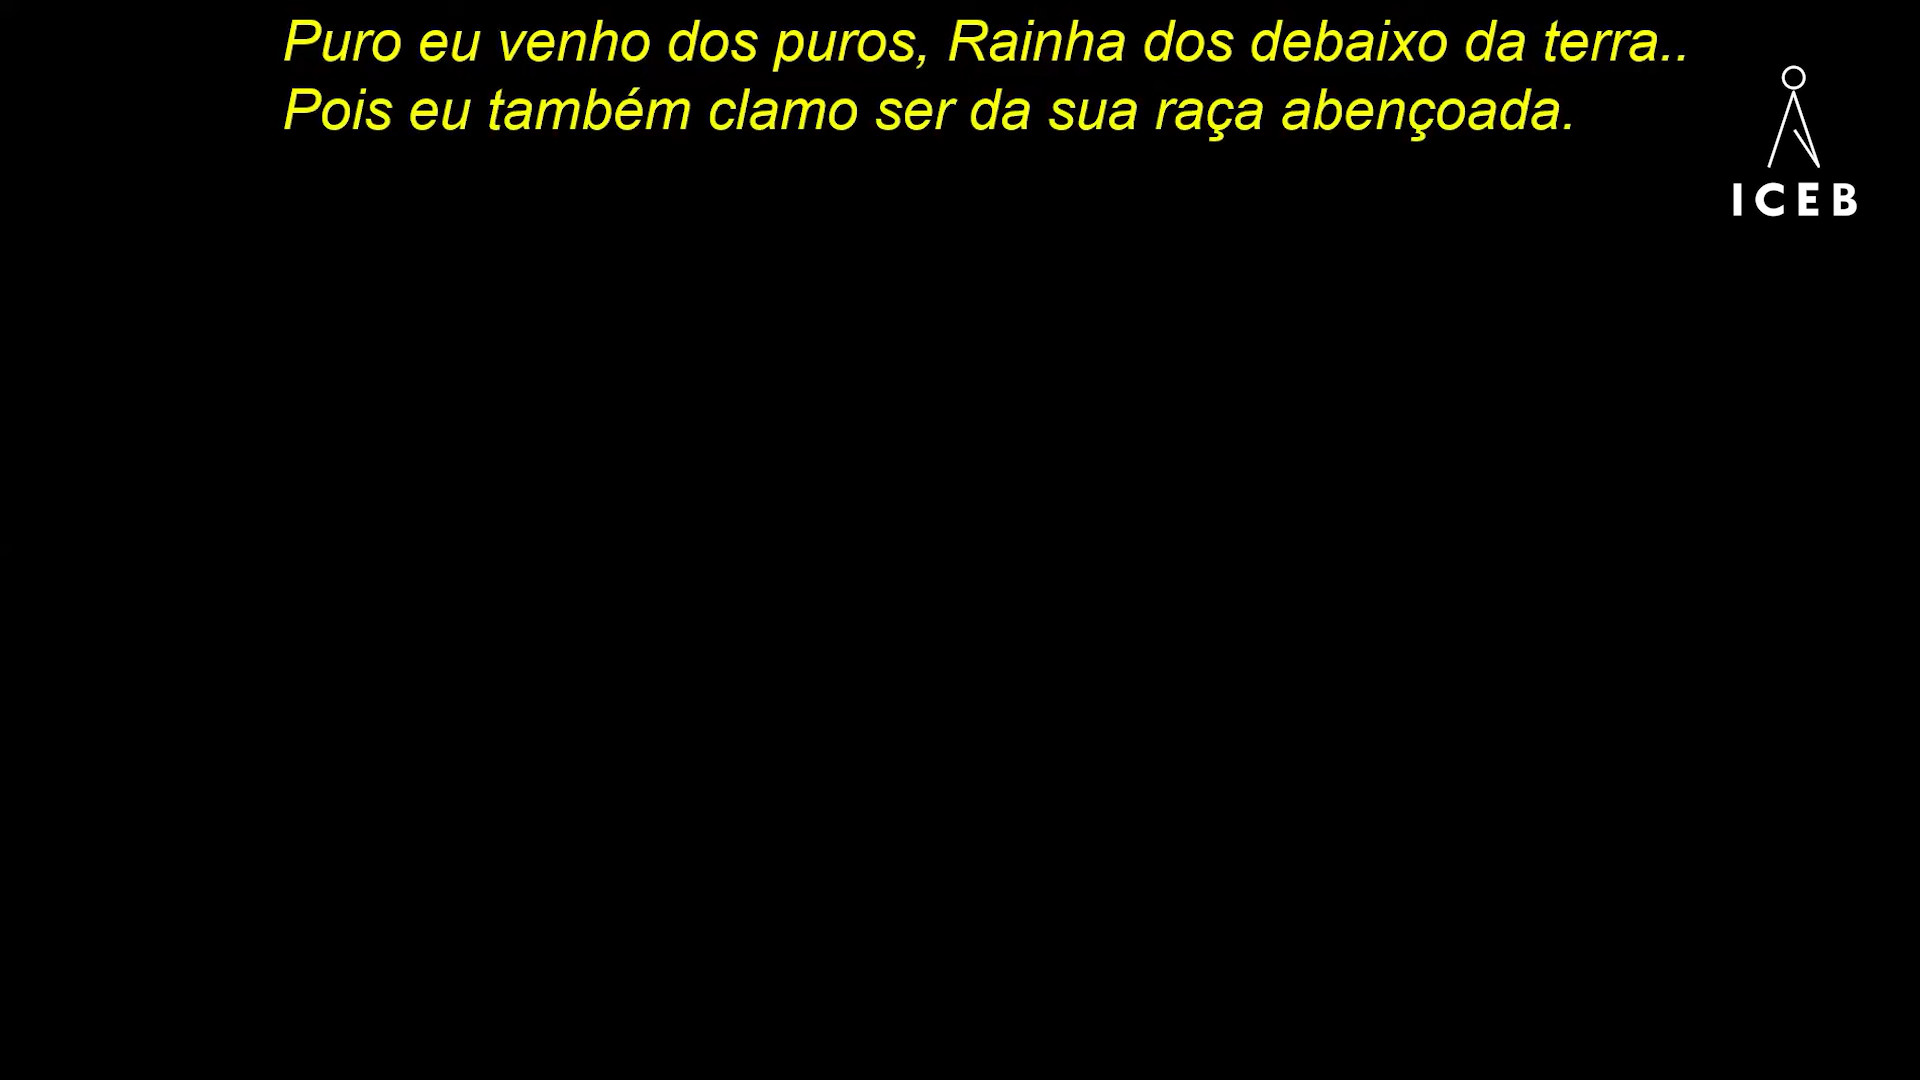 Puro eu venho dos puros, Rainha dos debaixo da terra..
Pois eu também clamo ser da sua raça abençoada.
ICEB